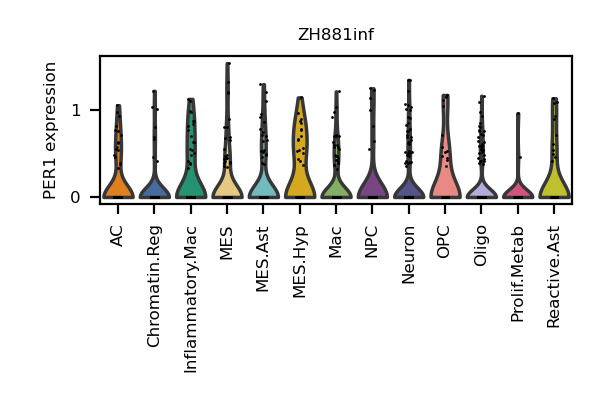 ZH881inf
PER1 expression
1
0
AC
Chromatin.Reg
Inflammatory.Mac
MES
MES.Ast
MES.Hyp
Mac
NPC
Neuron
OPC
Oligo
Prolif.Metab
Reactive.Ast